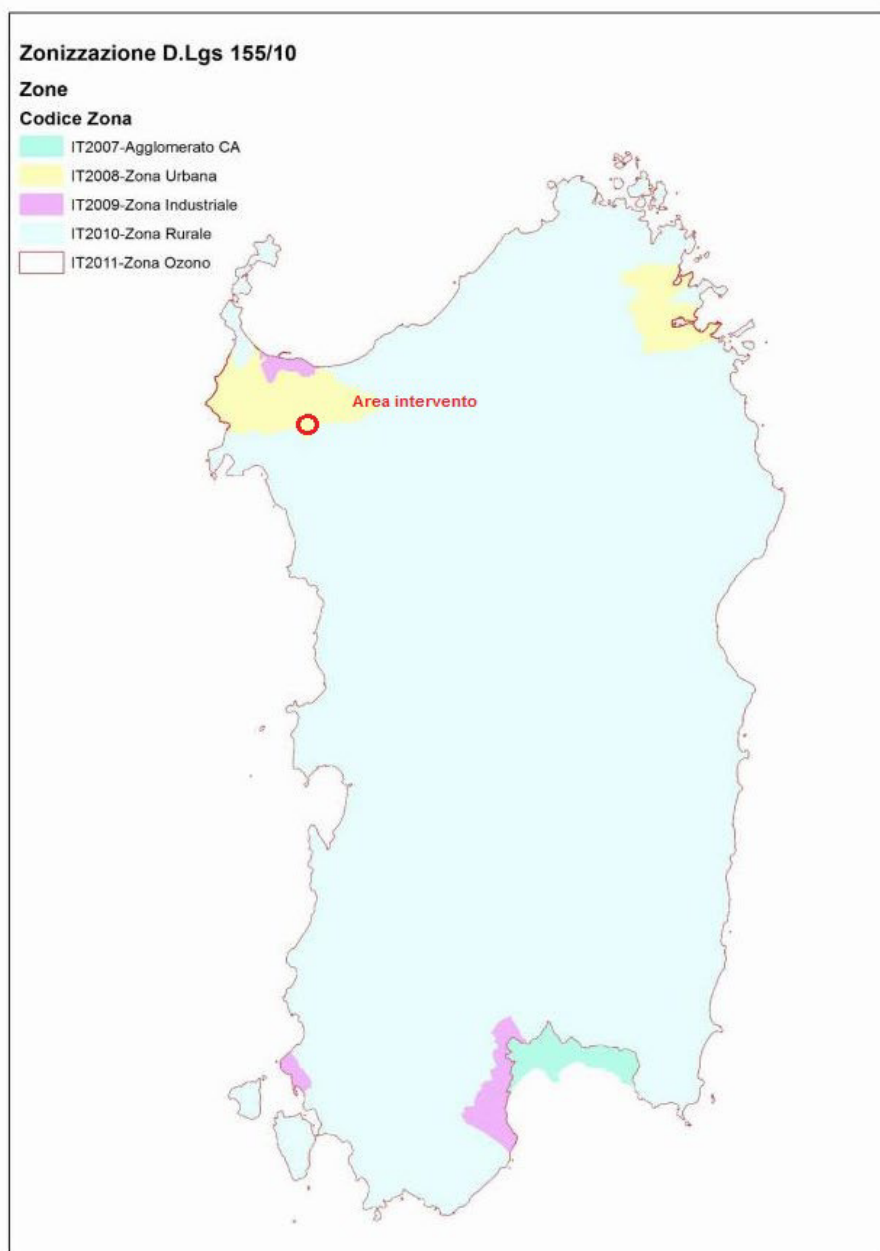 Zonizzazione D.Lgs 155/10
Zone
Codice Zona
IT2007-Agglomerato CA
IT2008-Zona Urbana
IT2009-Zona Industriale
IT2010-Zona Rurale
IT2011-Zona Ozono
Area intervento